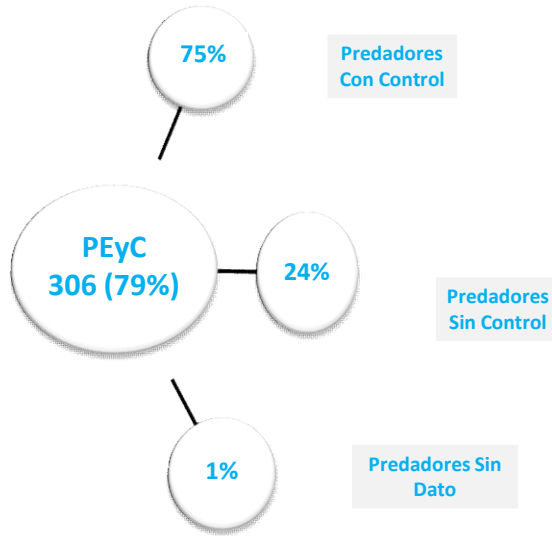 75%
Predadores
Con Control
PEyC
306 (79%)
24%
Predadores
Sin Control
1%
Predadores Sin
Dato